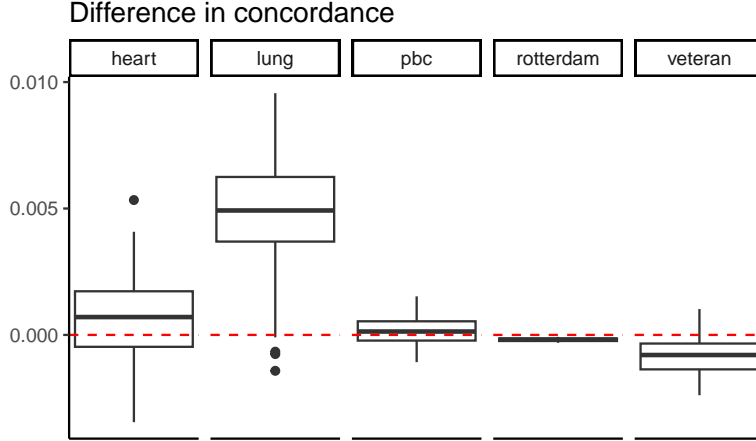 Difference in concordance
heart lung pbc rotterdam veteran
0.010
0.005
0.000